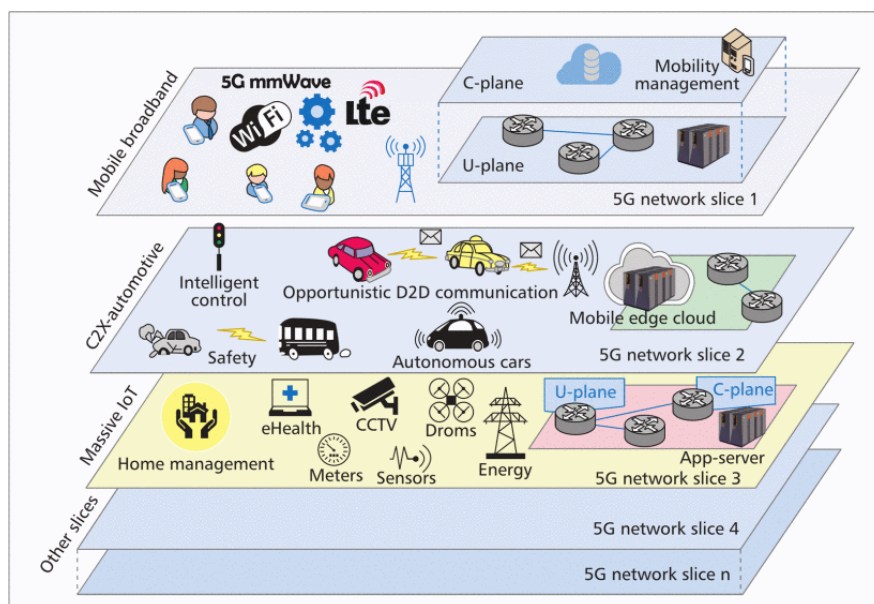 Mobile broadband
5G mmWave
WiFi
Lte
C-plane
Mobility
management
U-plane
5G network slice 1
C2X-automotive
Intelligent
control
Opportunistic D2D communication
Mobile edge cloud
Safety
Autonomous cars
5G network slice 2
Massive IoT
Home management
eHealth
CCTV
Droms
Meters
Sensors
Energy
U-plane
C-plane
App-server
5G network slice 3
Other slices
5G network slice 4
5G network slice n